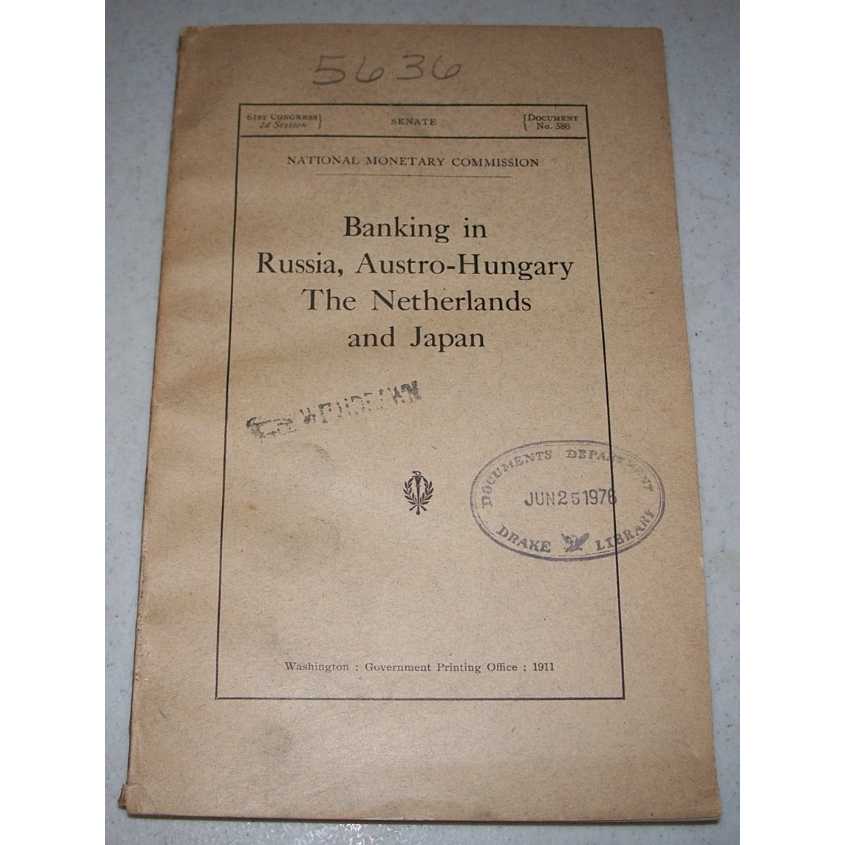 5636
61ST CONGRESS
2d Session
SENATE
DOCUMENT
No. 586
NATIONAL MONETARY COMMISSION
Banking in
Russia, Austro-Hungary
The Netherlands
and Japan
WITHDRAWN
DOCUMENTS DEPARTMENT
JUN 25 1976
DRAKE LIBRARY
Washington : Government Printing Office : 1911